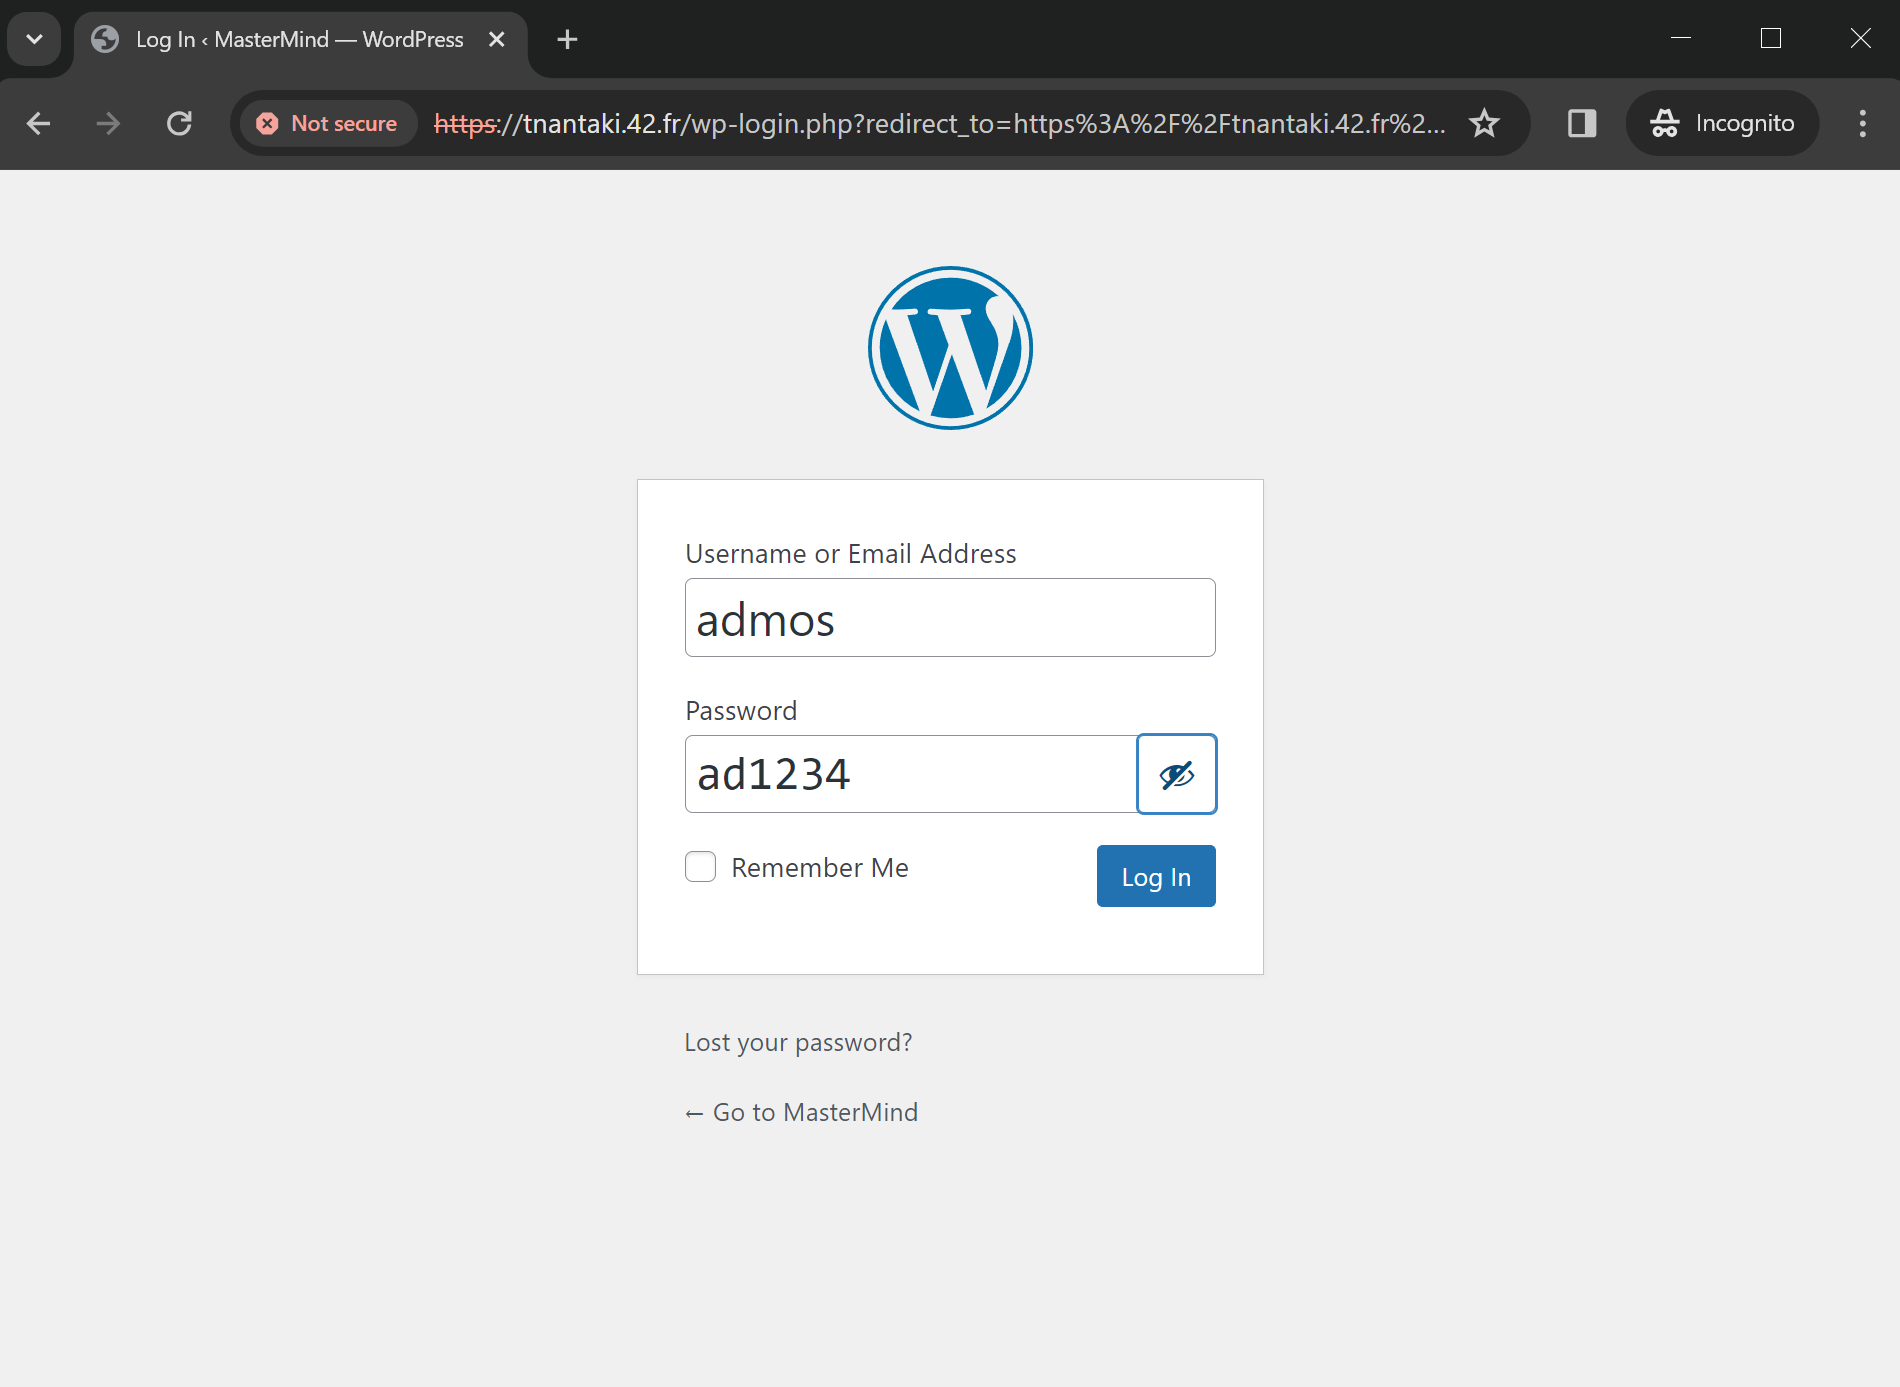 Log In ‹ MasterMind — WordPress
Not secure https://tnantaki.42.fr/wp-login.php?redirect_to=https%3A%2F%2Ftnantaki.42.fr%2... Incognito
Username or Email Address
admos
Password
ad1234
Remember Me Log In
Lost your password?
← Go to MasterMind